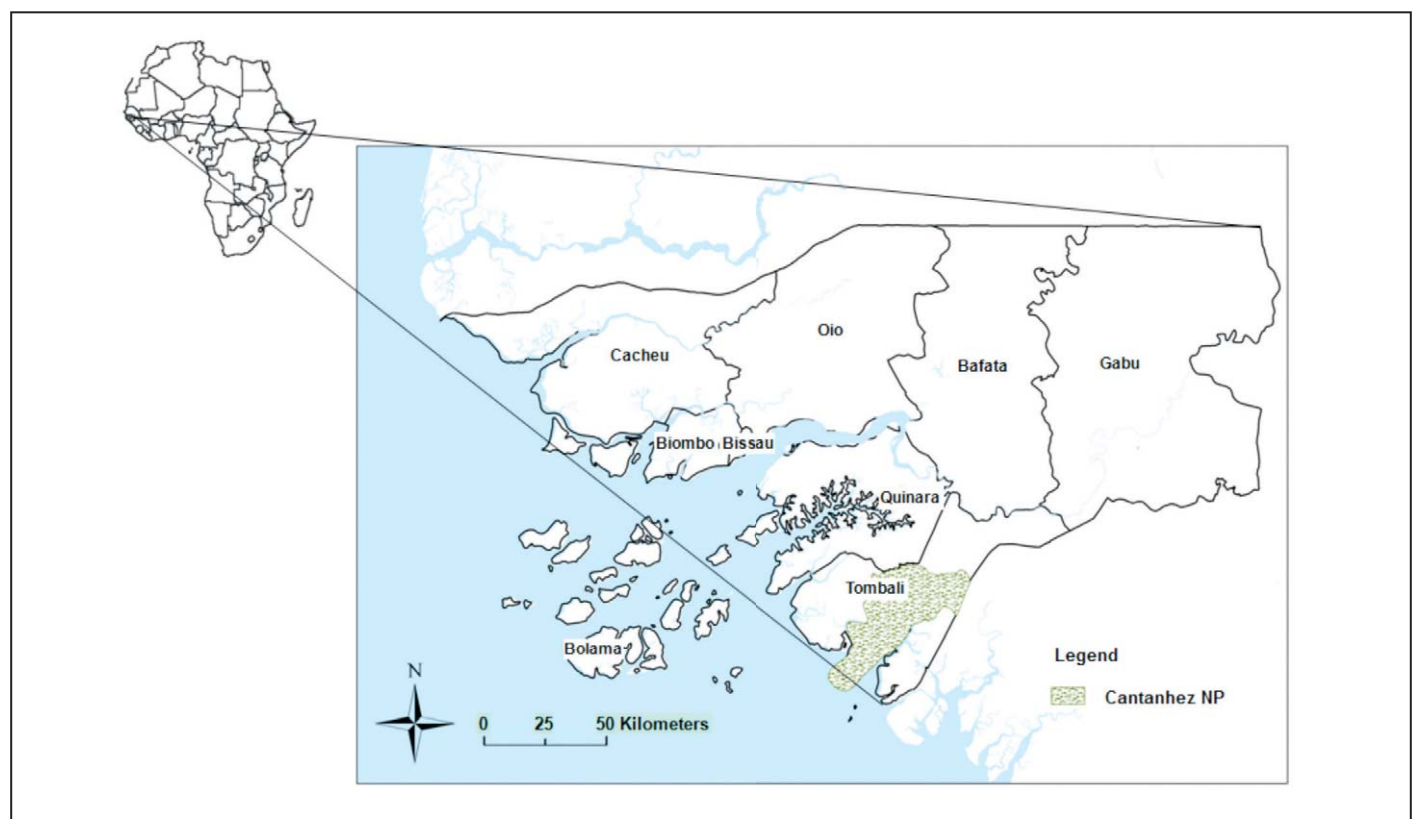 Oio
Cacheu
Bafata
Gabu
Biombo Bissau
Quinara
Tombali
Bolama
N
0 25 50 Kilometers
Legend
Cantanhez NP